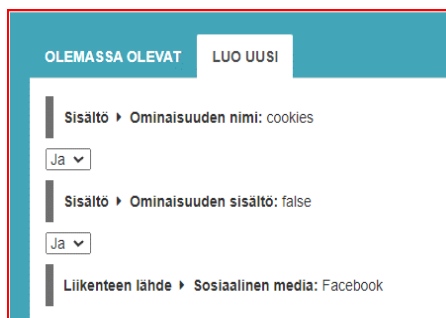 OLEMASSA OLEVAT LUO UUSI
Sisältö ▸ Ominaisuuden nimi: cookies
Ja
Sisältö ▸ Ominaisuuden sisältö: false
Ja
Liikenteen lähde ▸ Sosiaalinen media: Facebook